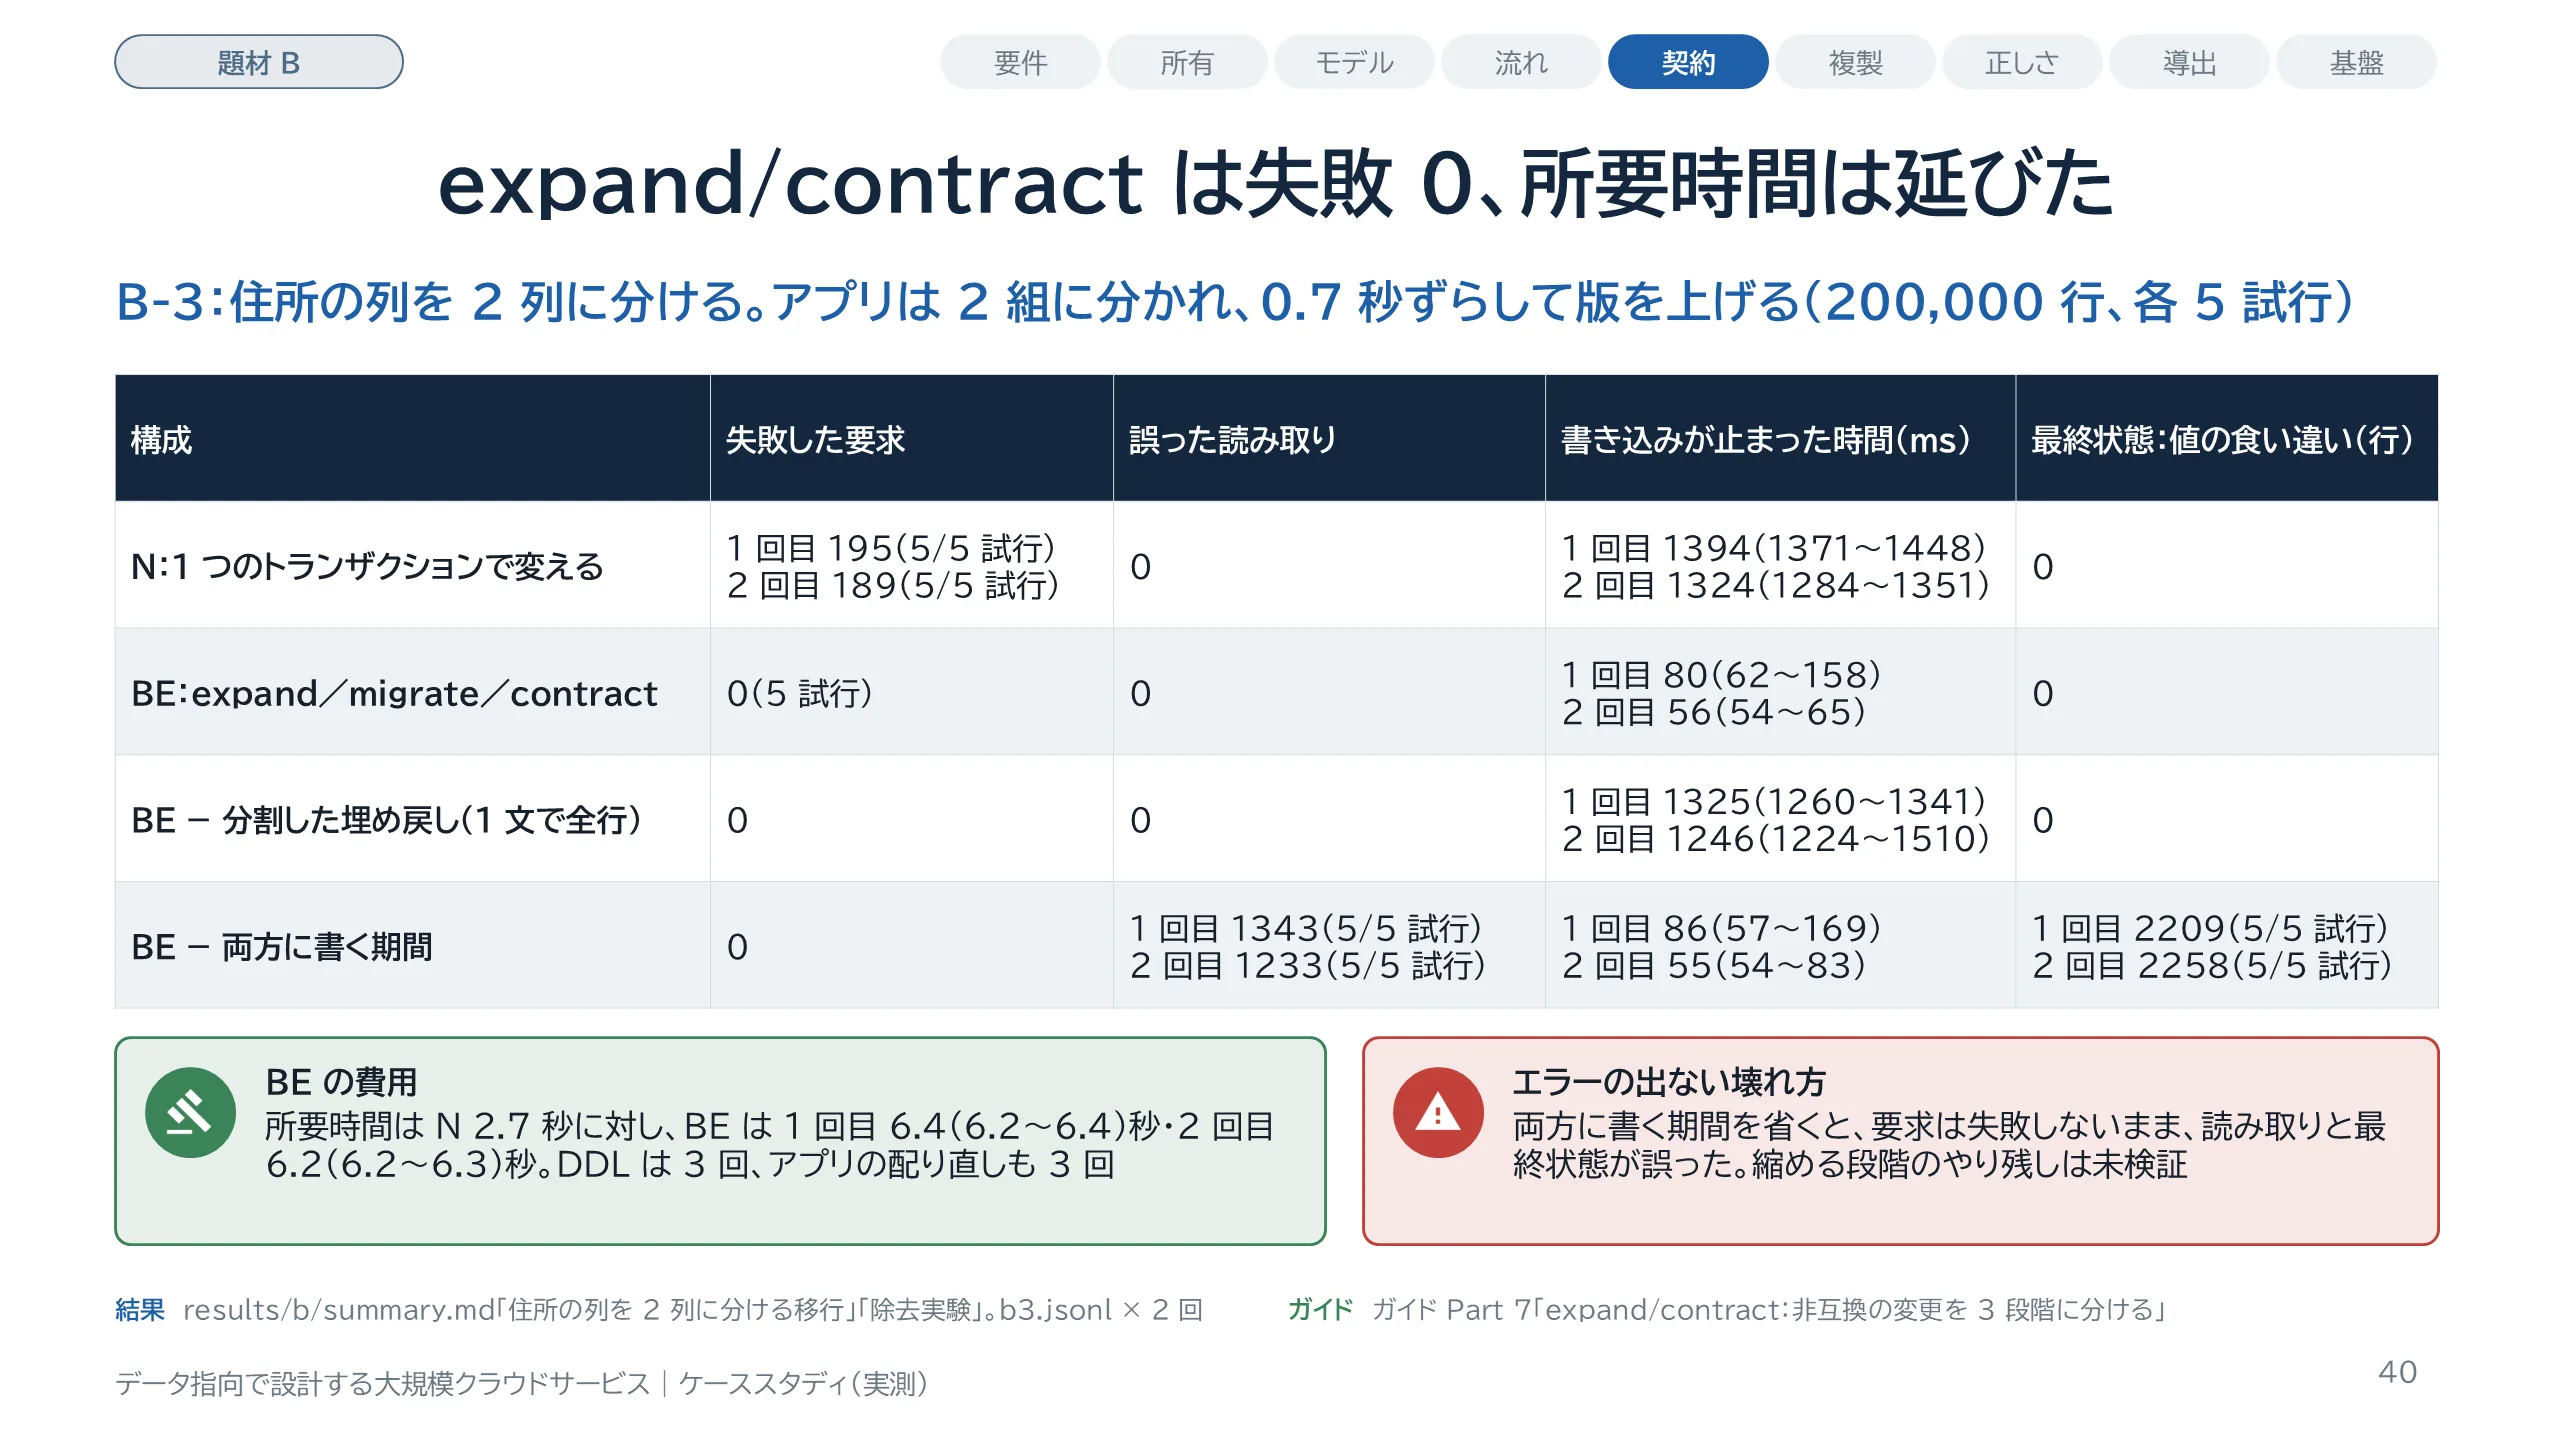 題材 B
要件
所有
モデル
流れ
契約
複製
正しさ
導出
基盤
expand/contract は失敗 0、所要時間は延びた
B-3：住所の列を 2 列に分ける。アプリは 2 組に分かれ、0.7 秒ずらして版を上げる（200,000 行、各 5 試行）
構成
失敗した要求
誤った読み取り
書き込みが止まった時間（ms）
最終状態：値の食い違い（行）
N：1 つのトランザクションで変える
1 回目 195（5/5 試行）
2 回目 189（5/5 試行）
0
1 回目 1394（1371～1448）
2 回目 1324（1284～1351）
0
BE：expand／migrate／contract
0（5 試行）
0
1 回目 80（62～158）
2 回目 56（54～65）
0
BE － 分割した埋め戻し（1 文で全行）
0
0
1 回目 1325（1260～1341）
2 回目 1246（1224～1510）
0
BE － 両方に書く期間
0
1 回目 1343（5/5 試行）
2 回目 1233（5/5 試行）
1 回目 86（57～169）
2 回目 55（54～83）
1 回目 2209（5/5 試行）
2 回目 2258（5/5 試行）
BE の費用
所要時間は N 2.7 秒に対し、BE は 1 回目 6.4（6.2～6.4）秒・2 回目
6.2（6.2～6.3）秒。DDL は 3 回、アプリの配り直しも 3 回
エラーの出ない壊れ方
両方に書く期間を省くと、要求は失敗しないまま、読み取りと最
終状態が誤った。縮める段階のやり残しは未検証
結果 results/b/summary.md「住所の列を 2 列に分ける移行」「除去実験」。b3.jsonl × 2 回
ガイド ガイド Part 7「expand/contract：非互換の変更を 3 段階に分ける」
データ指向で設計する大規模クラウドサービス｜ケーススタディ（実測）
40